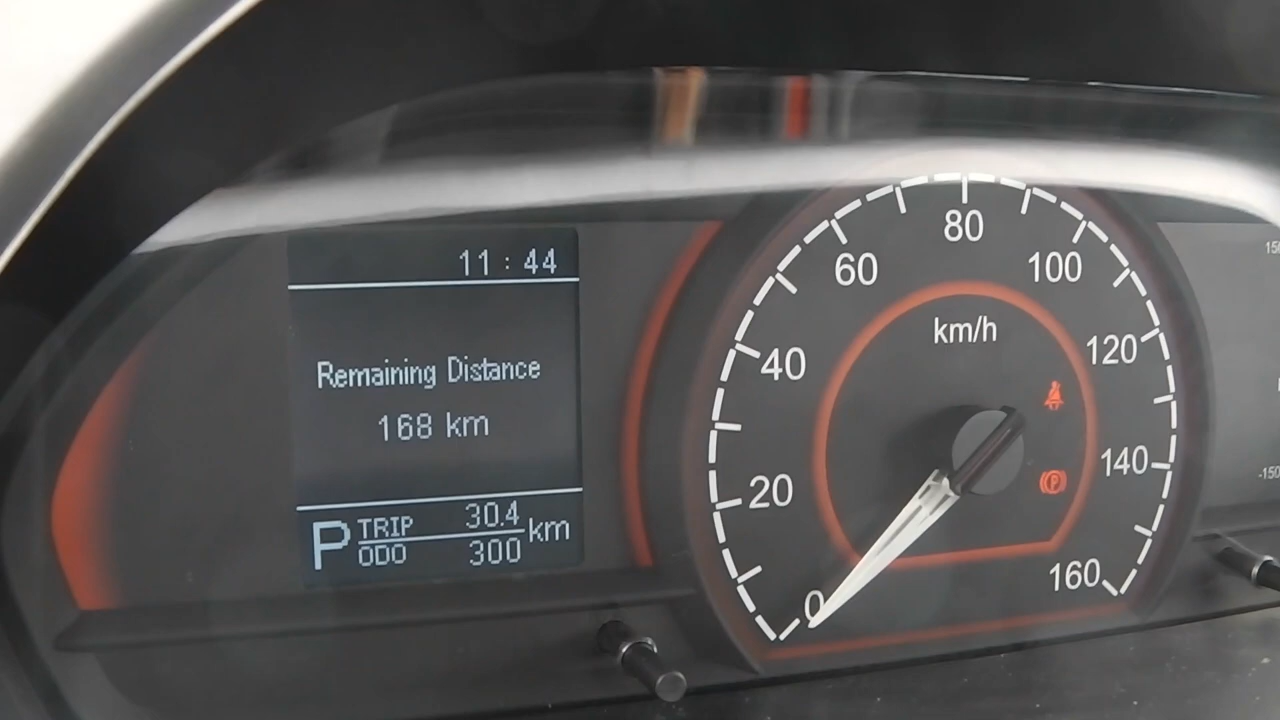 11 : 44
Remaining Distance
168 km
P TRIP 30.4 km
ODO 300
0
20
40
60
80
100
120
140
160
km/h
P